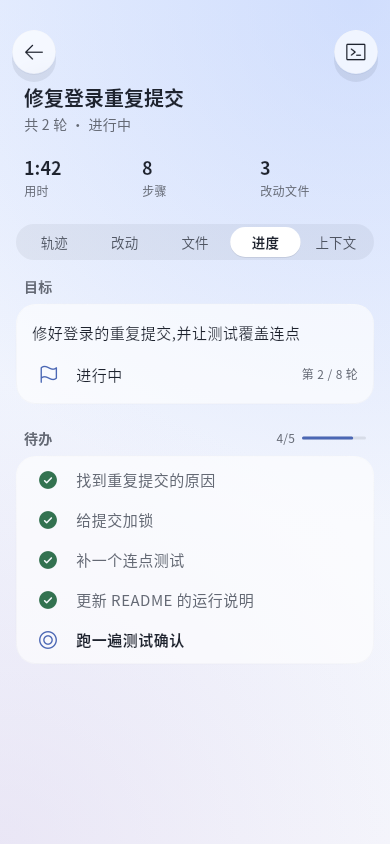 修复登录重复提交
共 2 轮 · 进行中
1:42 8 3
用时 步骤 改动文件
轨迹 改动 文件 进度 上下文
目标
修好登录的重复提交,并让测试覆盖连点
进行中 第 2 / 8 轮
待办 4/5
找到重复提交的原因
给提交加锁
补一个连点测试
更新 README 的运行说明
跑一遍测试确认